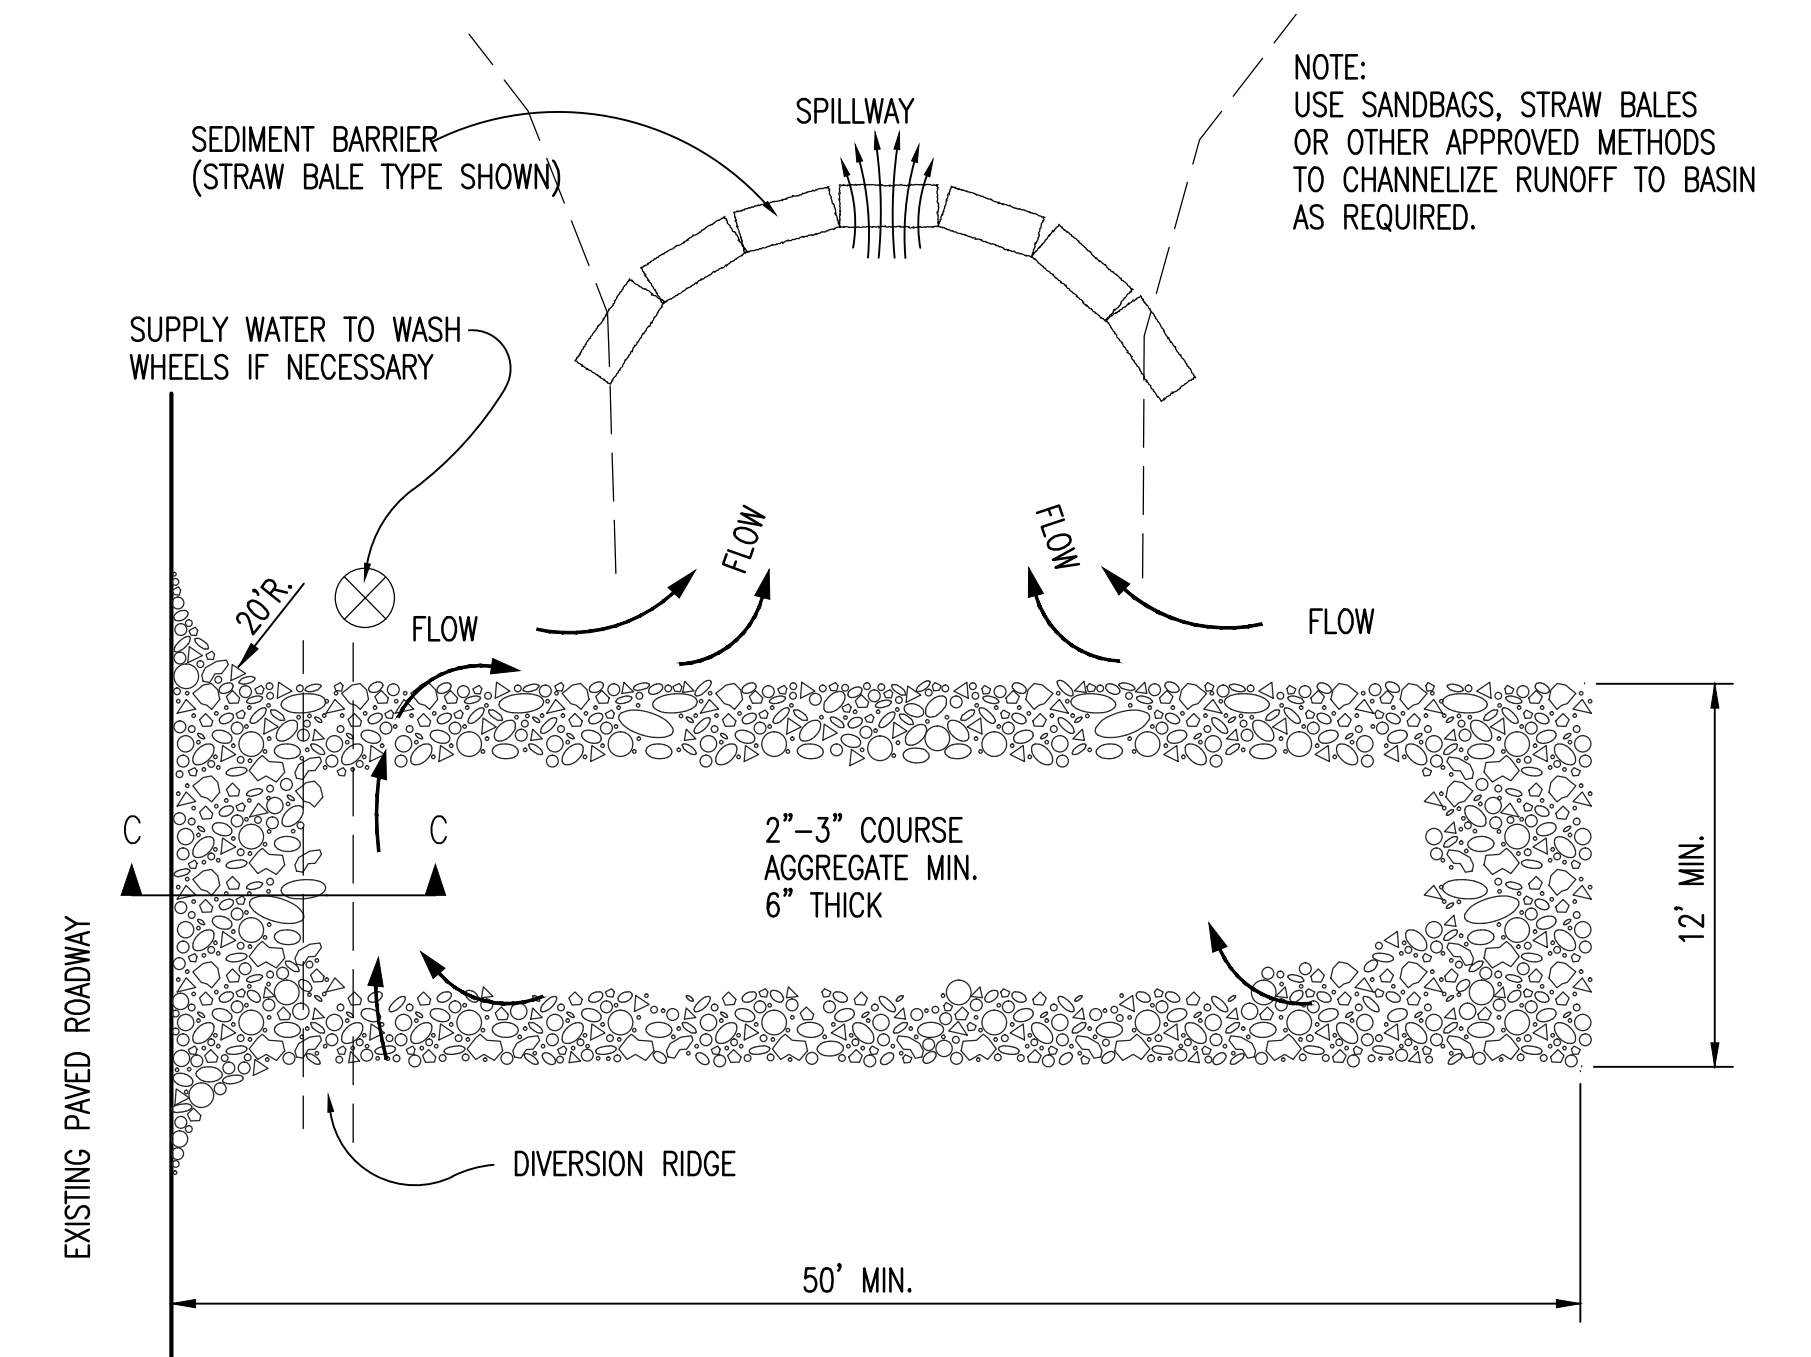 NOTE:
USE SANDBAGS, STRAW BALES
OR OTHER APPROVED METHODS
TO CHANNELIZE RUNOFF TO BASIN
AS REQUIRED.
SPILLWAY
SEDIMENT BARRIER
(STRAW BALE TYPE SHOWN)
SUPPLY WATER TO WASH
WHEELS IF NECESSARY
FLOW
FLOW
20'R.
FLOW
FLOW
C
C
2"-3" COURSE
AGGREGATE MIN.
6" THICK
12' MIN.
EXISTING PAVED ROADWAY
DIVERSION RIDGE
50' MIN.